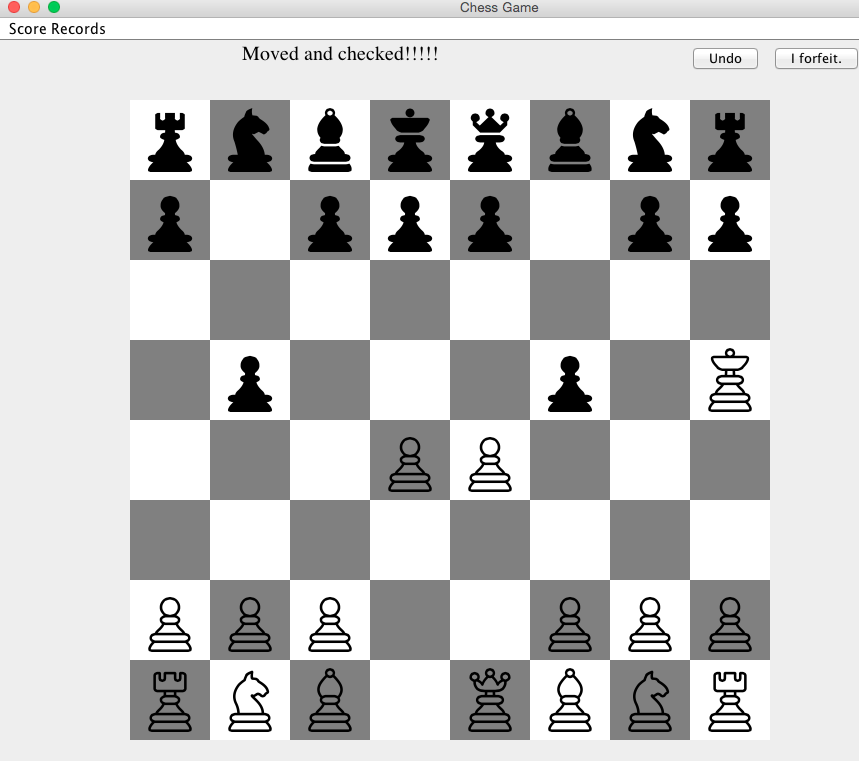 Chess Game
Score Records
Moved and checked!!!!!
Undo
I forfeit.